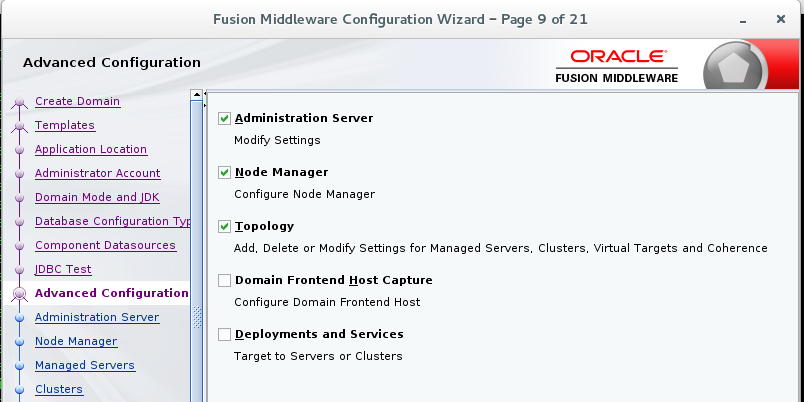 Fusion Middleware Configuration Wizard – Page 9 of 21
Advanced Configuration
ORACLE
FUSION MIDDLEWARE
Create Domain
Templates
Application Location
Administrator Account
Domain Mode and JDK
Database Configuration Typ
Component Datasources
JDBC Test
Advanced Configuration
Administration Server
Node Manager
Managed Servers
Clusters
Administration Server
Modify Settings
Node Manager
Configure Node Manager
Topology
Add, Delete or Modify Settings for Managed Servers, Clusters, Virtual Targets and Coherence
Domain Frontend Host Capture
Configure Domain Frontend Host
Deployments and Services
Target to Servers or Clusters